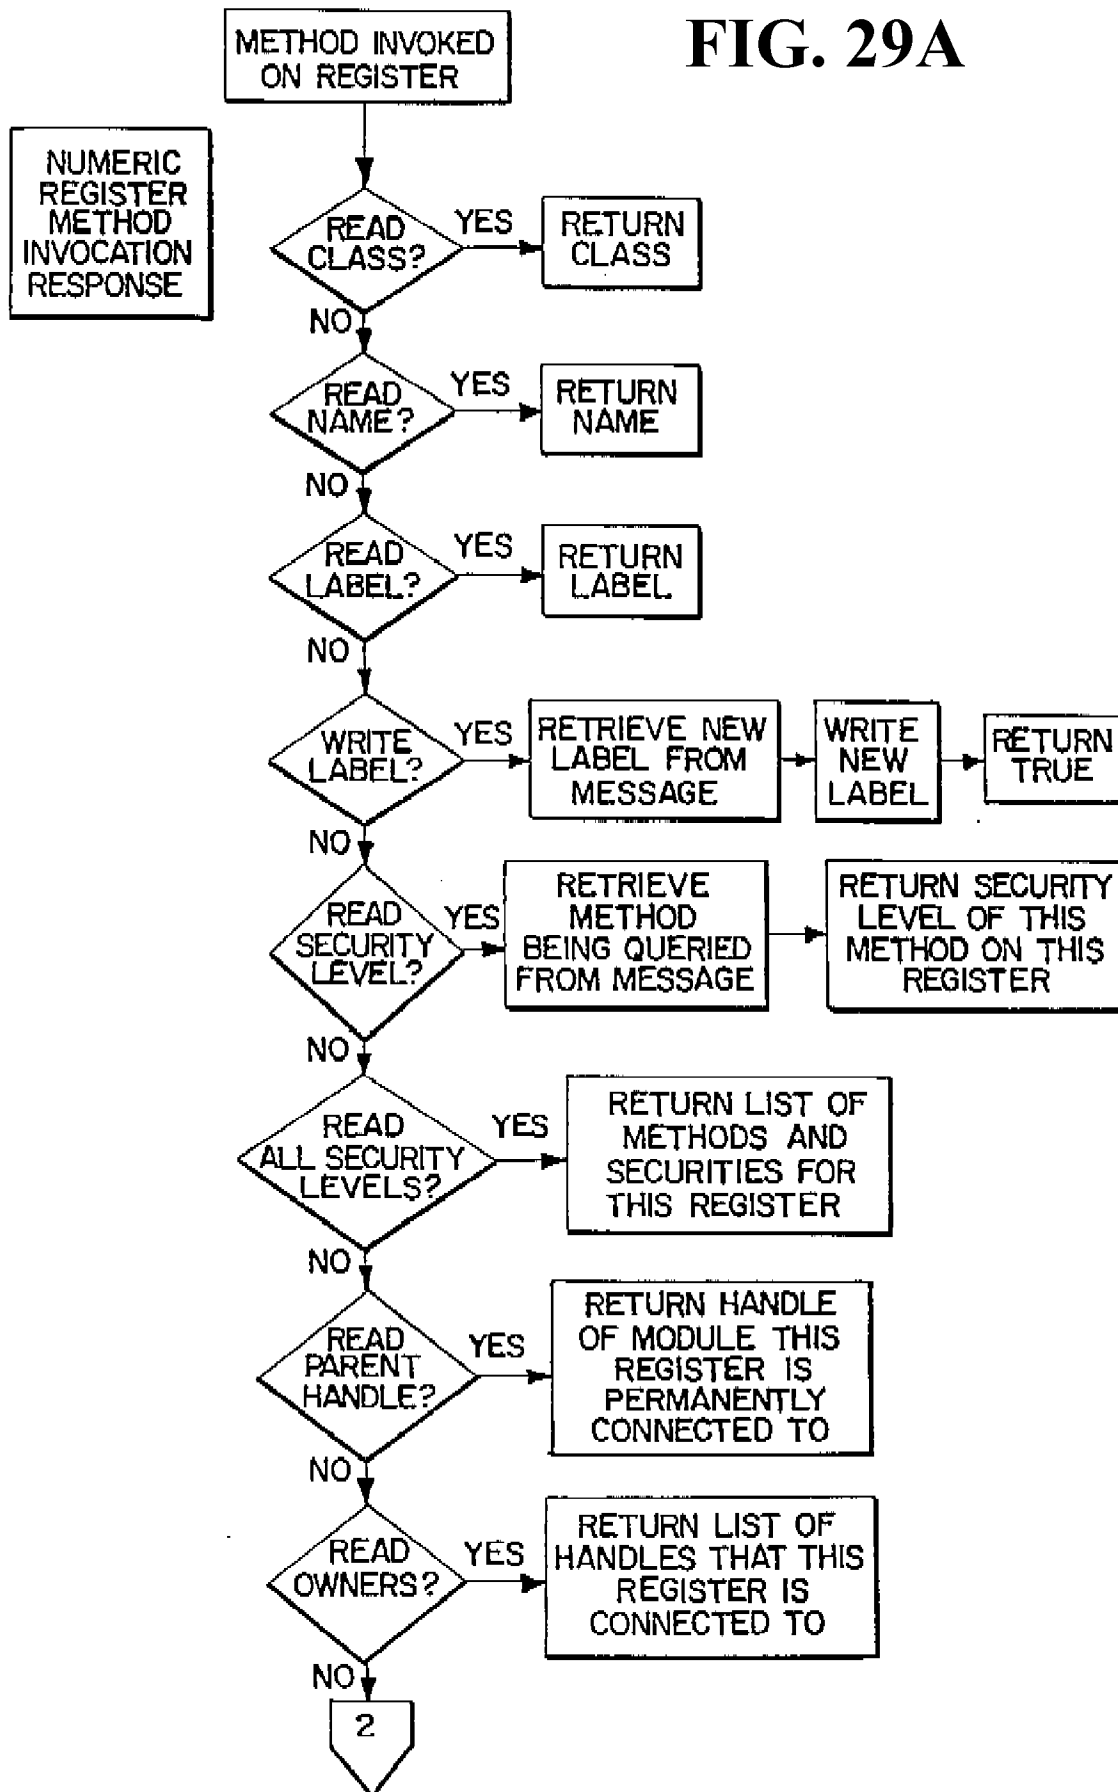 FIG. 29A
METHOD INVOKED
ON REGISTER
NUMERIC
REGISTER
METHOD
INVOCATION
RESPONSE
READ
CLASS?
YES
RETURN
CLASS
NO
READ
NAME?
YES
RETURN
NAME
NO
READ
LABEL?
YES
RETURN
LABEL
NO
WRITE
LABEL?
YES
RETRIEVE NEW
LABEL FROM
MESSAGE
WRITE
NEW
LABEL
RETURN
TRUE
NO
READ
SECURITY
LEVEL?
YES
RETRIEVE
METHOD
BEING QUERIED
FROM MESSAGE
RETURN SECURITY
LEVEL OF THIS
METHOD ON THIS
REGISTER
NO
READ
ALL SECURITY
LEVELS?
YES
RETURN LIST OF
METHODS AND
SECURITIES FOR
THIS REGISTER
NO
READ
PARENT
HANDLE?
YES
RETURN HANDLE
OF MODULE THIS
REGISTER IS
PERMANENTLY
CONNECTED TO
NO
READ
OWNERS?
YES
RETURN LIST OF
HANDLES THAT THIS
REGISTER IS
CONNECTED TO
NO
2